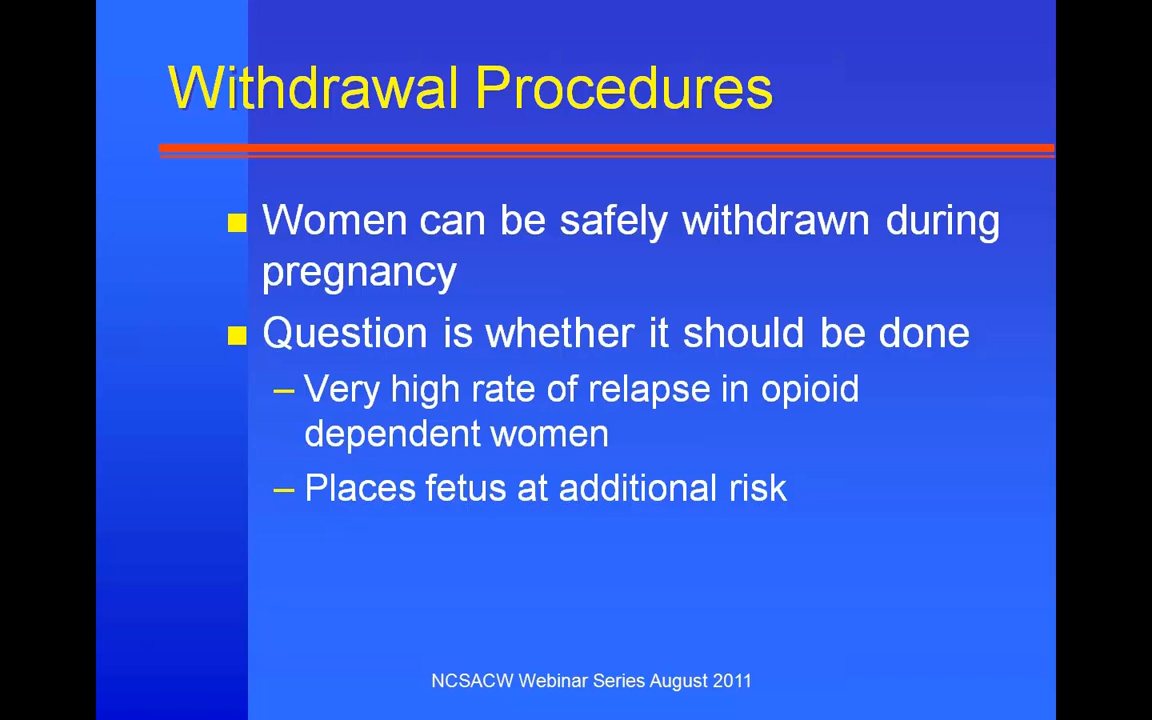 Withdrawal Procedures
Women can be safely withdrawn during
pregnancy
Question is whether it should be done
– Very high rate of relapse in opioid
dependent women
– Places fetus at additional risk
NCSACW Webinar Series August 2011